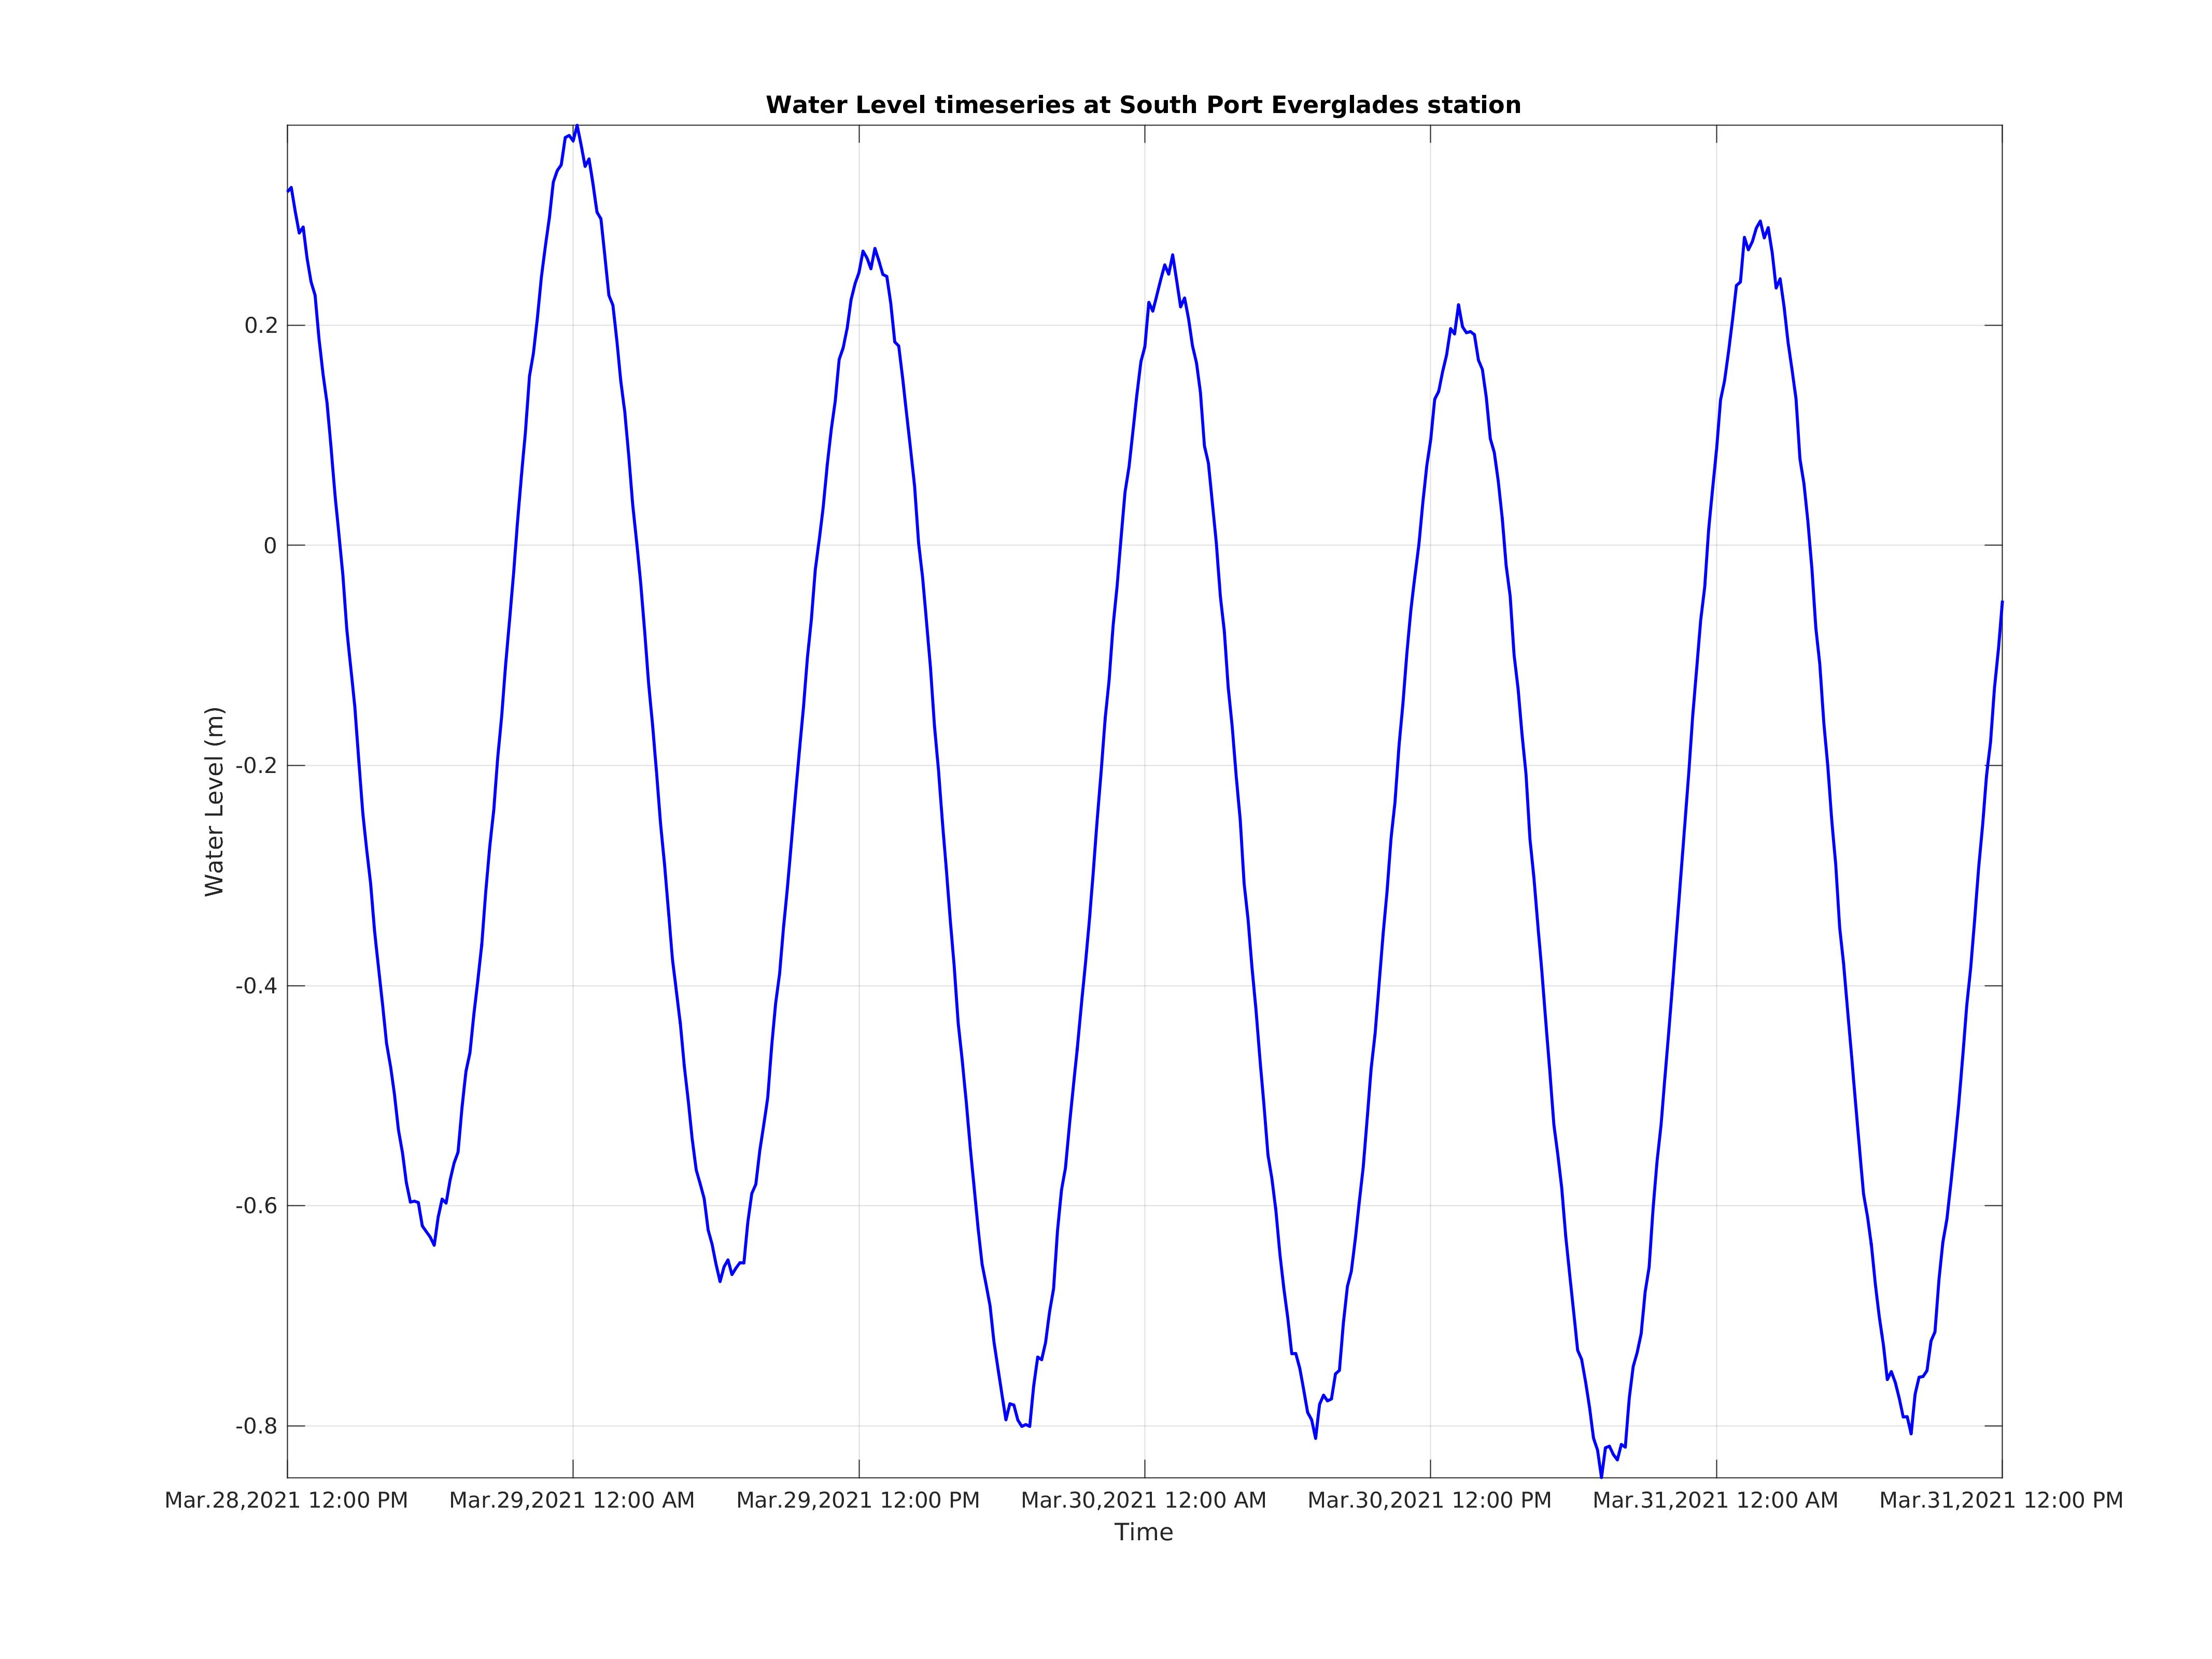 Water Level timeseries at South Port Everglades station
0.2
0
-0.2
-0.4
-0.6
-0.8
Water Level (m)
Mar.28,2021 12:00 PM Mar.29,2021 12:00 AM Mar.29,2021 12:00 PM Mar.30,2021 12:00 AM Mar.30,2021 12:00 PM Mar.31,2021 12:00 AM Mar.31,2021 12:00 PM
Time